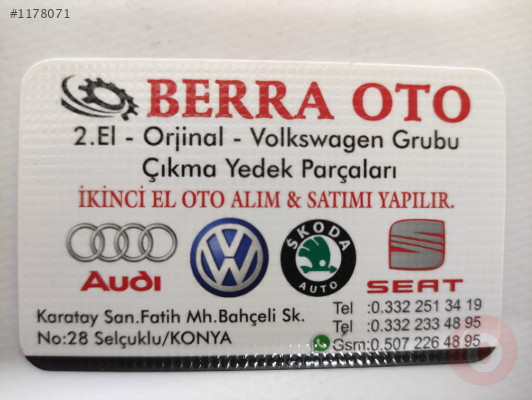 #1178071
BERRA OTO
2.El - Orjinal - Volkswagen Grubu
Çıkma Yedek Parçaları
İKİNCİ EL OTO ALIM & SATIMI YAPILIR.
Audi
VW
ŠKODA
AUTO
SEAT
Karatay San.Fatih Mh.Bahçeli Sk.
No:28 Selçuklu/KONYA
Tel :0.332 251 34 19
Tel :0.332 233 48 95
Gsm:0.507 226 48 95